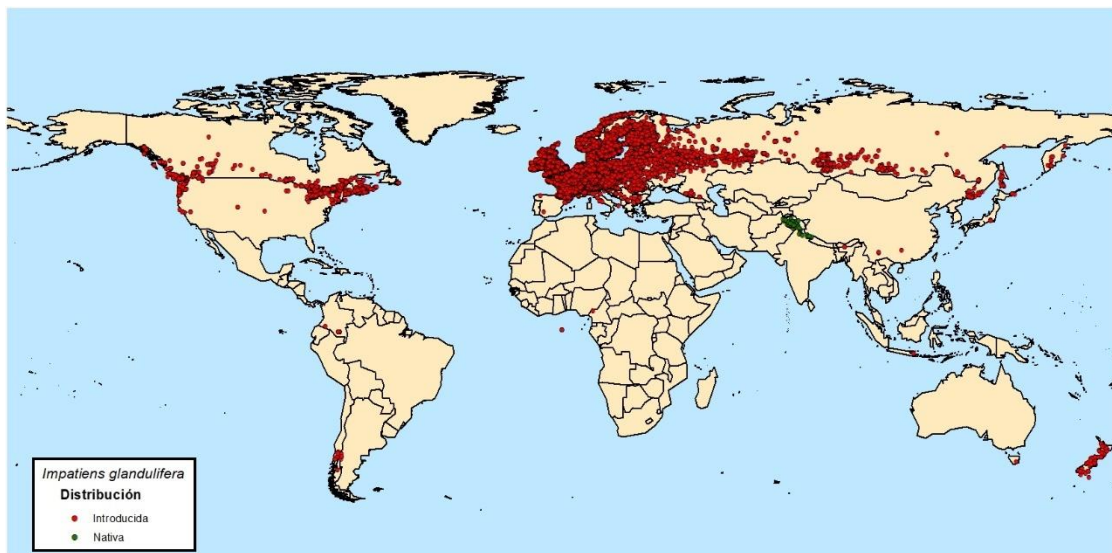 Impatiens glandulifera
Distribución
Introducida
Nativa